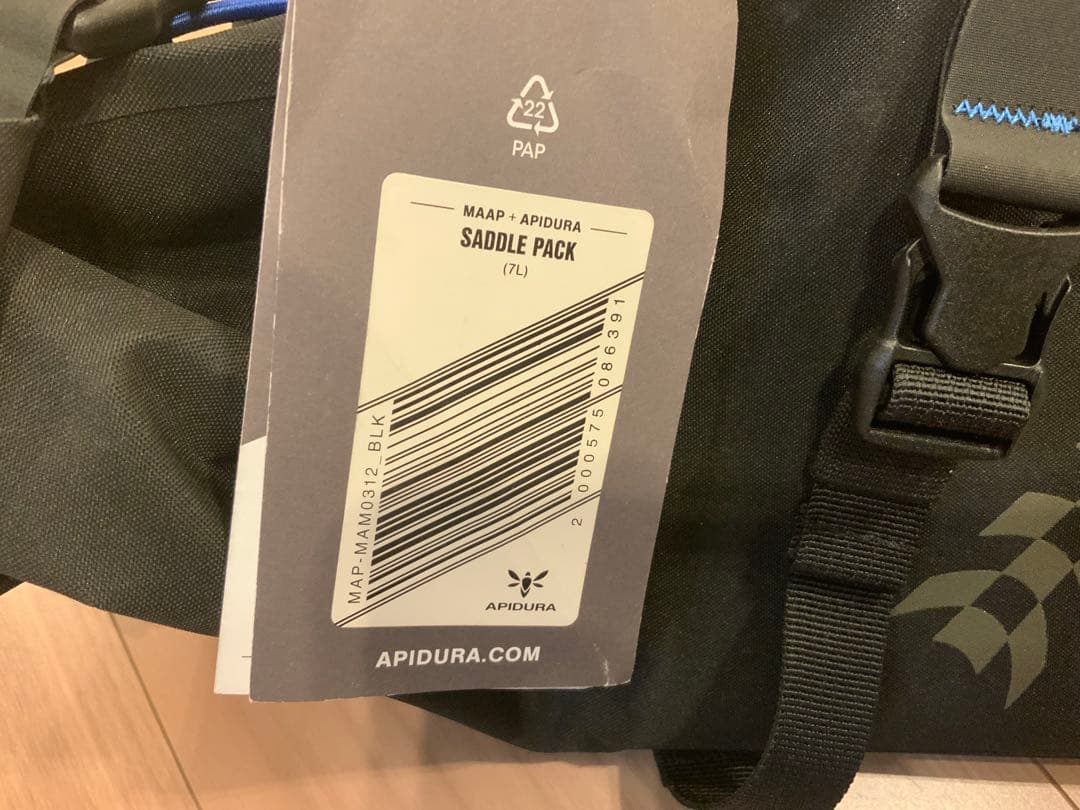 22
PAP
MAAP + APIDURA
SADDLE PACK
(7L)
MAP-MAM0312_BLK
2 000575 086391
APIDURA
APIDURA.COM